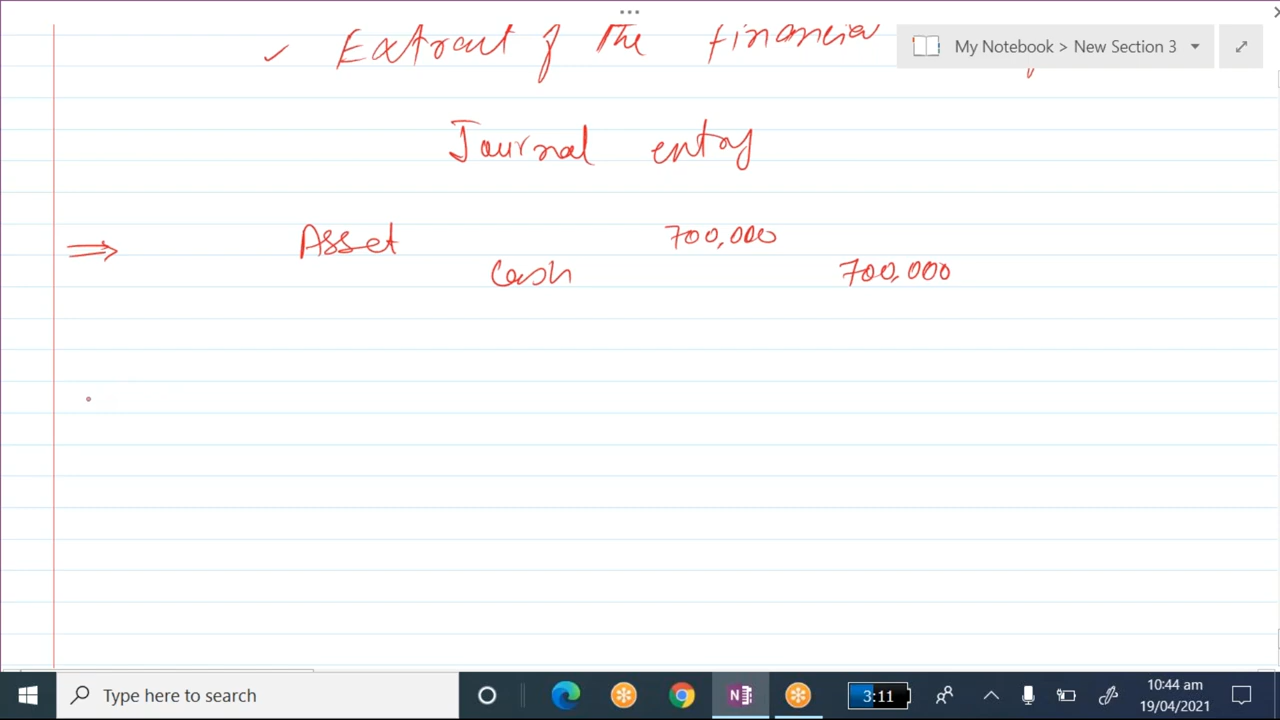 ✓ Extract of the financial
My Notebook > New Section 3
Journal entry
⇒ Asset 700,000
Cash 700,000
Type here to search
N
3:11
10:44 am
19/04/2021